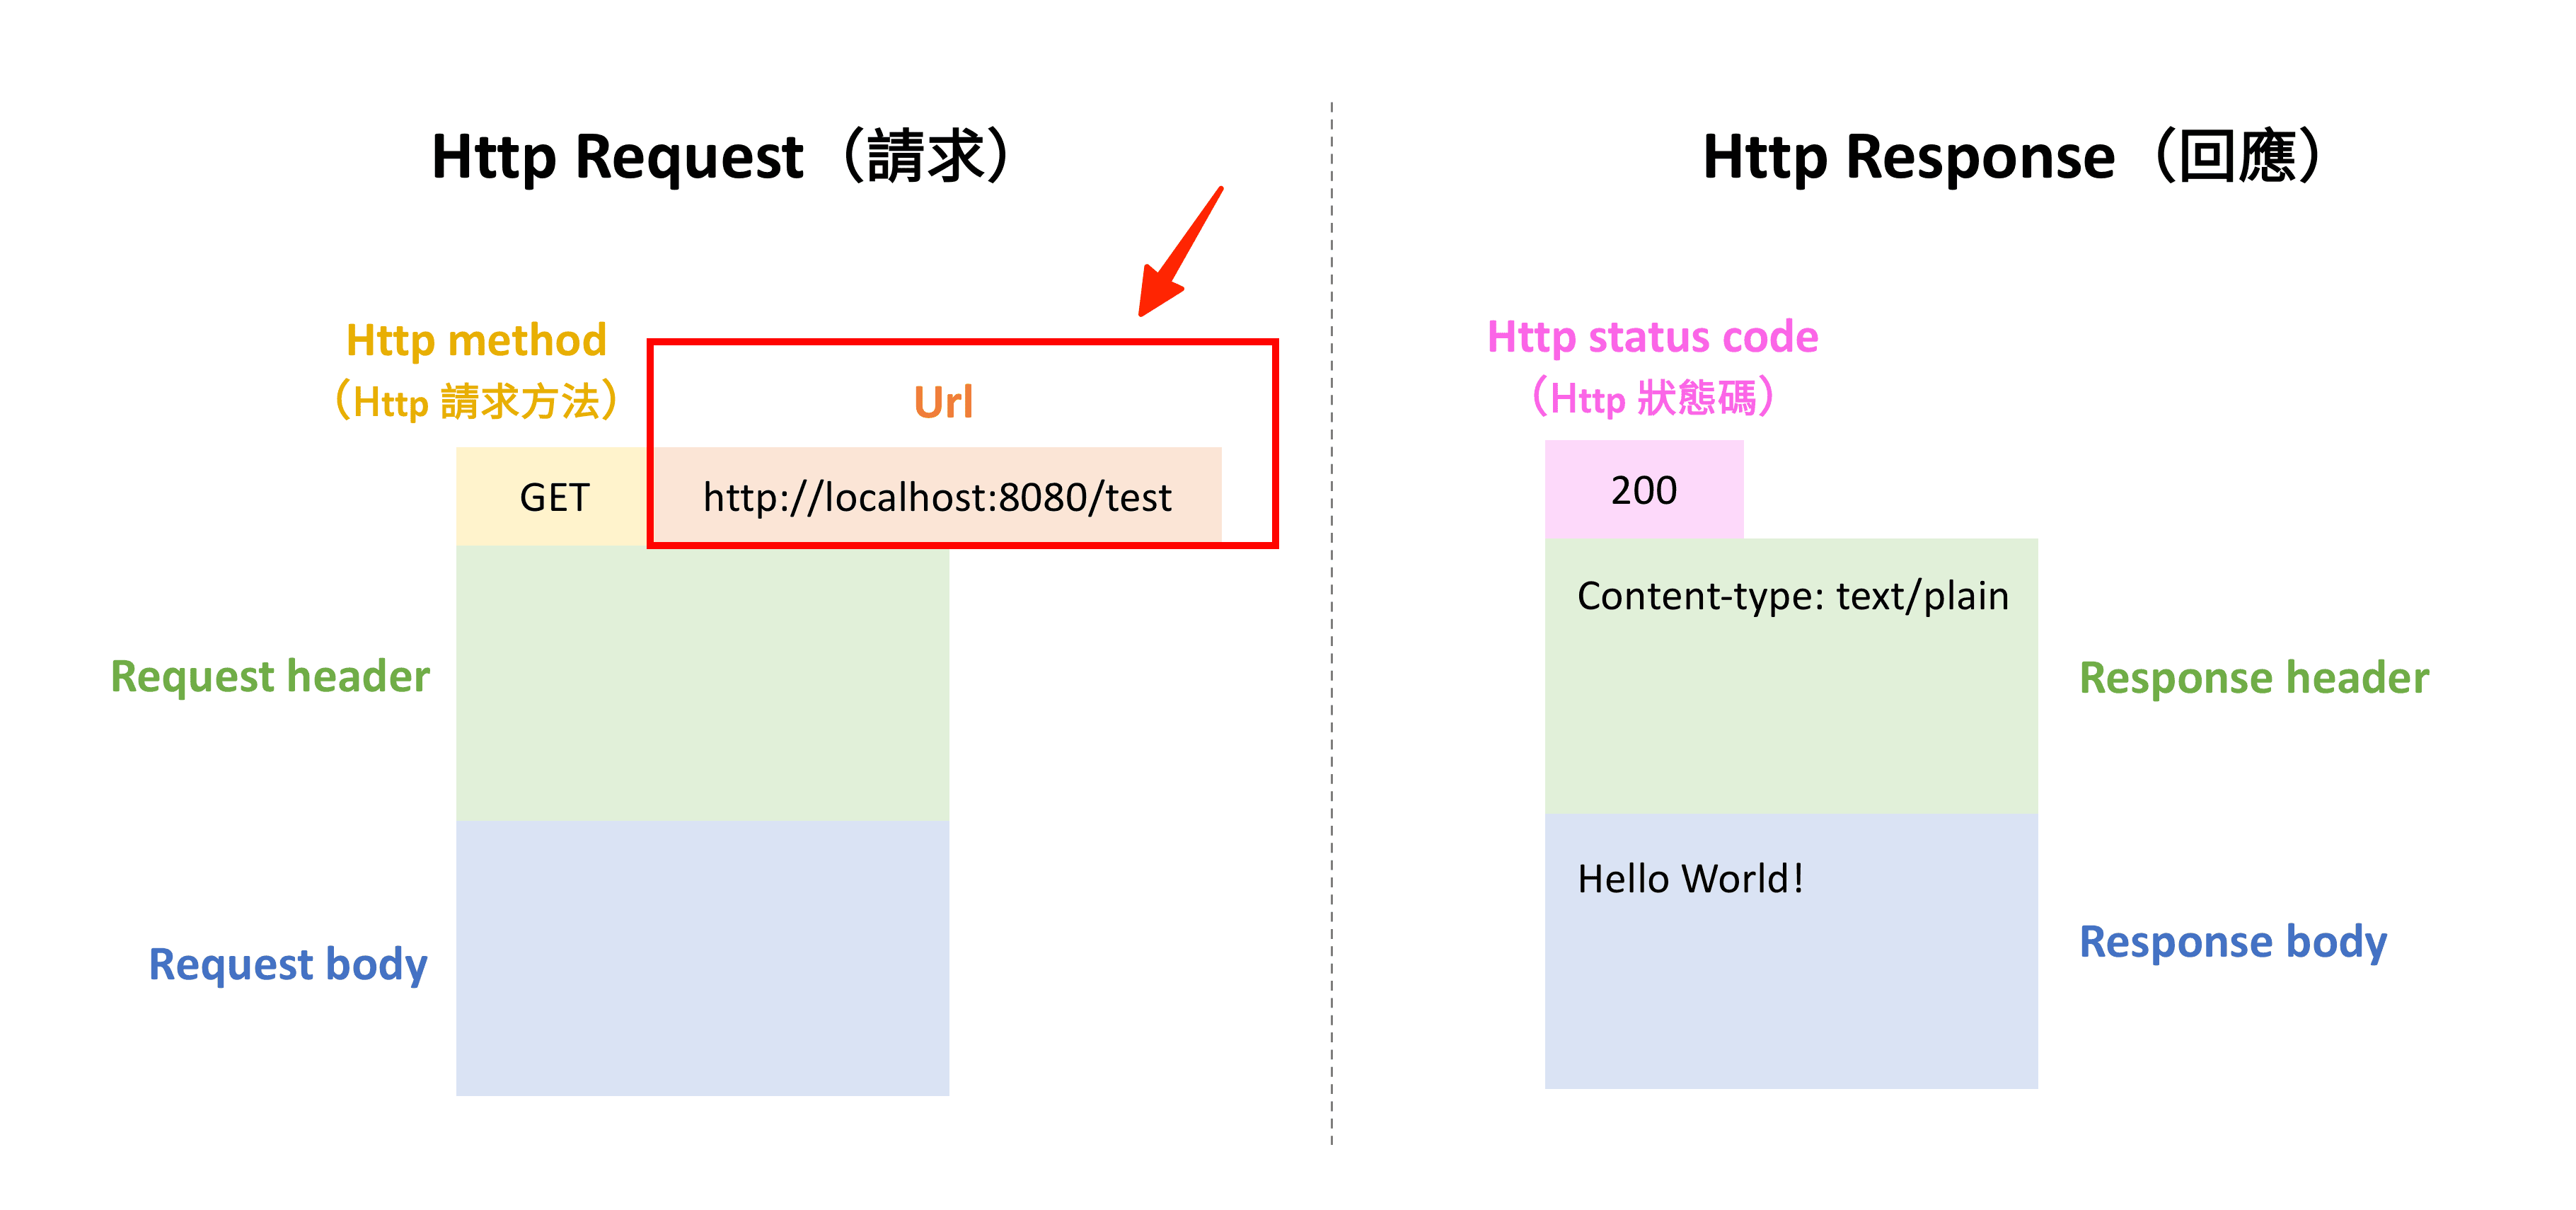 Http Request（請求）
Http method
（Http 請求方法）
Url
GET
http://localhost:8080/test
Request header
Request body
Http Response（回應）
Http status code
（Http 狀態碼）
200
Content-type: text/plain
Response header
Hello World!
Response body